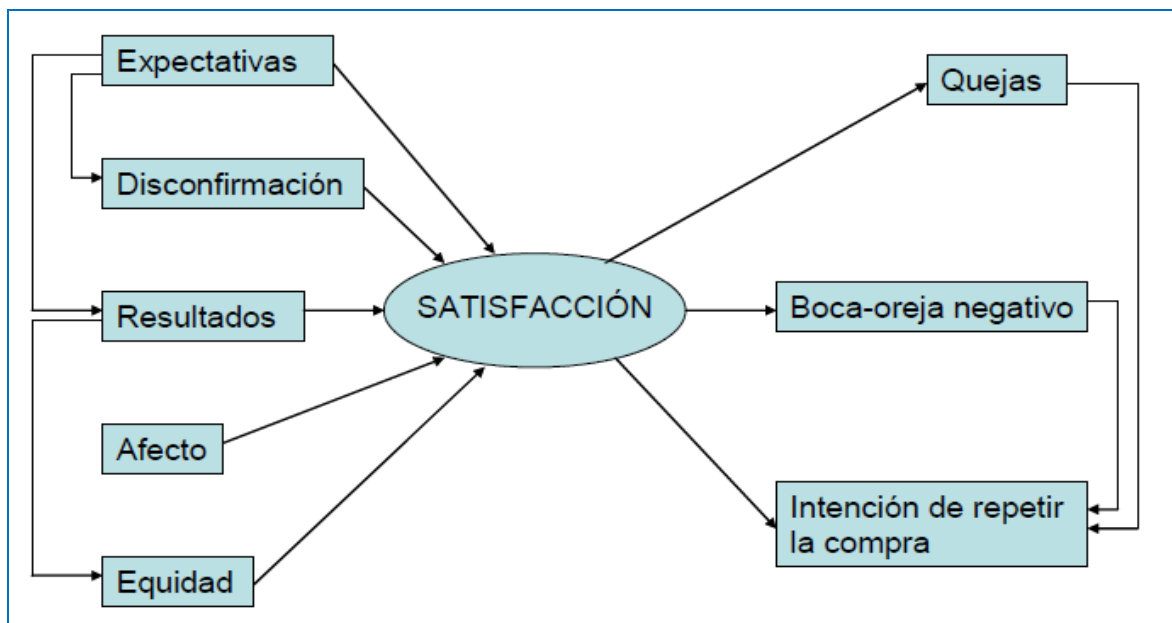 Expectativas
Quejas
Disconfirmación
SATISFACCIÓN
Resultados
Boca-oreja negativo
Afecto
Intención de repetir
la compra
Equidad